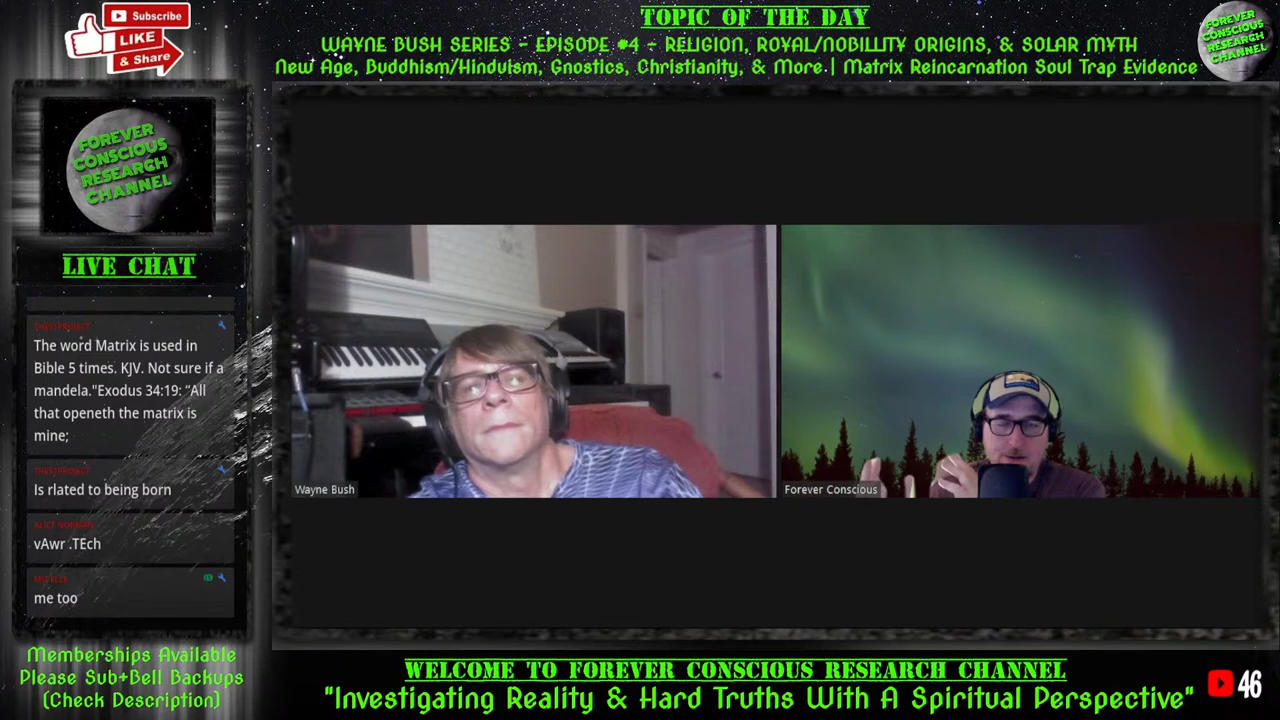 Subscribe
LIKE
& Share
TOPIC OF THE DAY
WAYNE BUSH SERIES - EPISODE #4 - RELIGION, ROYAL/NOBILLITY ORIGINS, & SOLAR MYTH
New Age, Buddhism/Hinduism, Gnostics, Christianity, & More | Matrix Reincarnation Soul Trap Evidence
FOREVER
CONSCIOUS
RESEARCH
CHANNEL
FOREVER
CONSCIOUS
RESEARCH
CHANNEL
LIVE CHAT
The word Matrix is used in
Bible 5 times. KJV. Not sure if a
mandela."Exodus 34:19: “All
that openeth the matrix is
mine;
Is rlated to being born
ALICE NORMAN
vAwr .TEch
me too
Wayne Bush
Forever Conscious
Memberships Available
Please Sub+Bell Backups
(Check Description)
WELCOME TO FOREVER CONSCIOUS RESEARCH CHANNEL
"Investigating Reality & Hard Truths With A Spiritual Perspective"
46